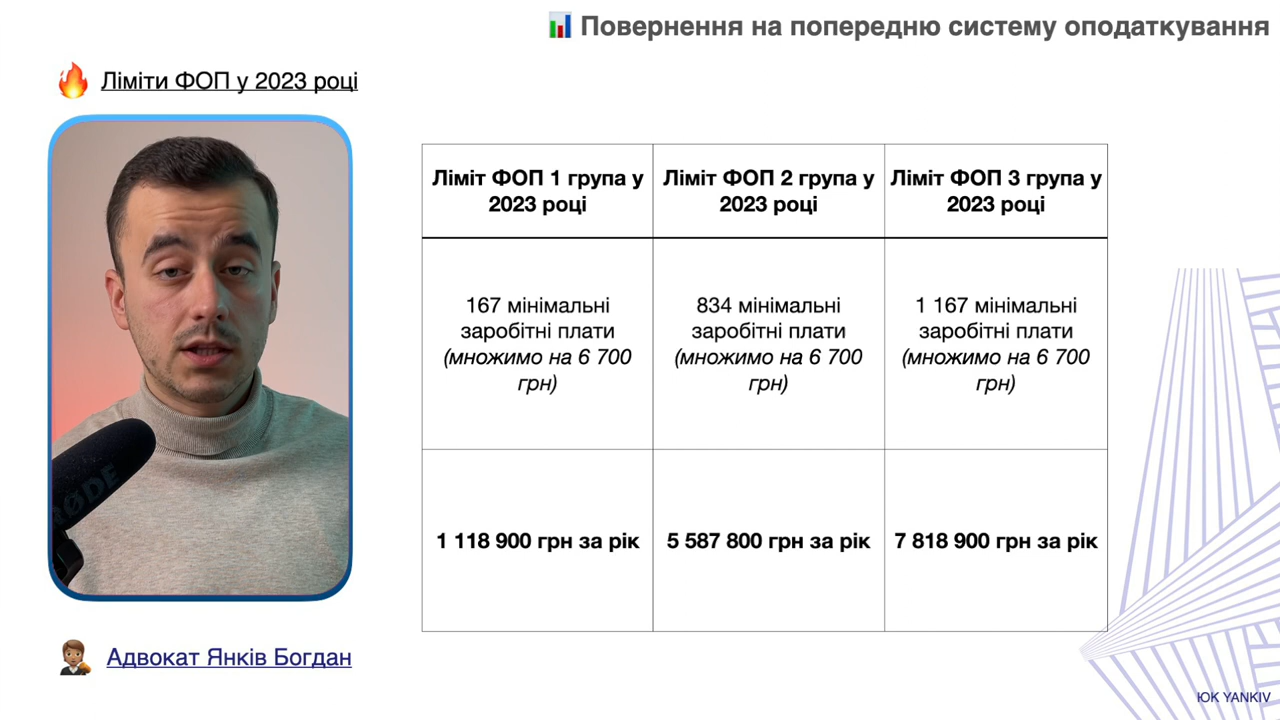 Повернення на попередню систему оподаткування
Ліміти ФОП у 2023 році
Ліміт ФОП 1 група у
2023 році
Ліміт ФОП 2 група у
2023 році
Ліміт ФОП 3 група у
2023 році
167 мінімальні
заробітні плати
(множимо на 6 700
грн)
834 мінімальні
заробітні плати
(множимо на 6 700
грн)
1 167 мінімальні
заробітні плати
(множимо на 6 700
грн)
1 118 900 грн за рік
5 587 800 грн за рік
7 818 900 грн за рік
RØDE
Адвокат Янків Богдан
ЮК YANKIV